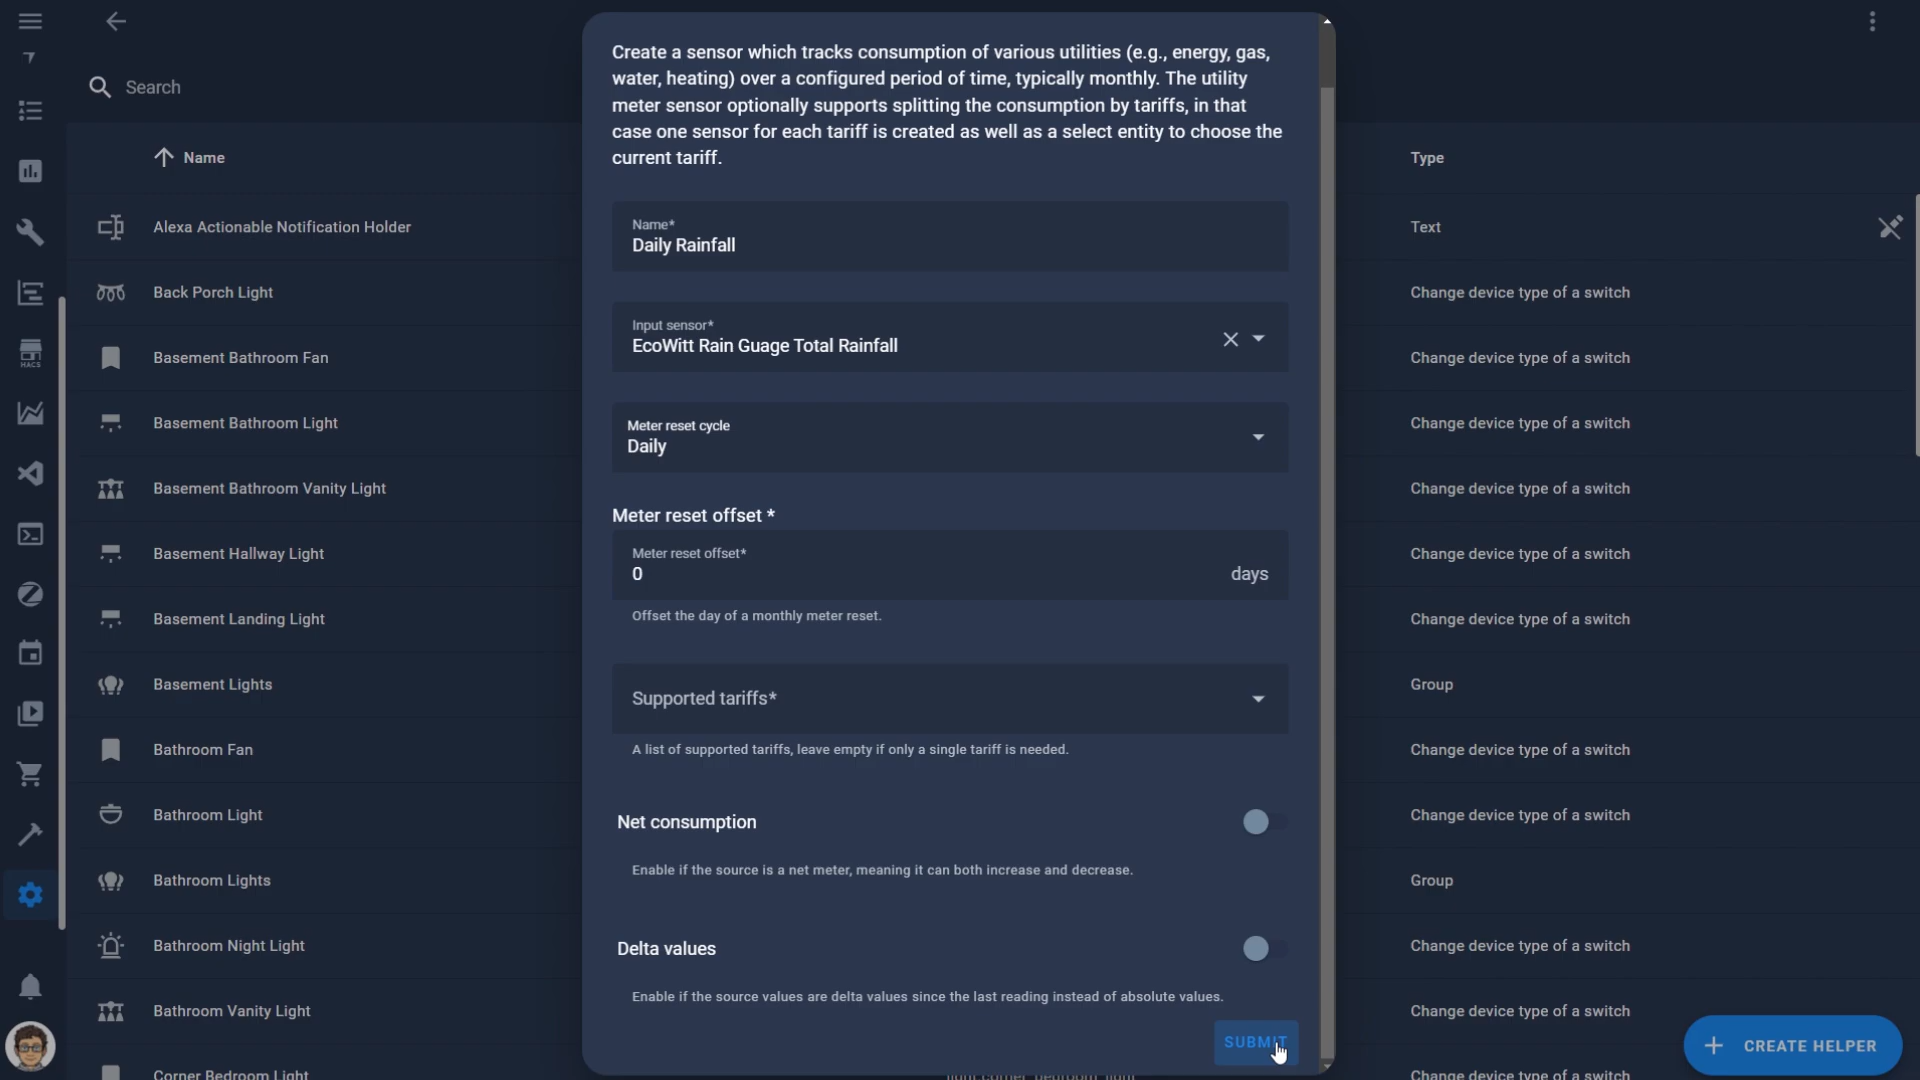 Search
Name
Type
Alexa Actionable Notification Holder
Text
Back Porch Light
Change device type of a switch
Basement Bathroom Fan
Change device type of a switch
HACS
Basement Bathroom Light
Change device type of a switch
Basement Bathroom Vanity Light
Change device type of a switch
Basement Hallway Light
Change device type of a switch
Basement Landing Light
Change device type of a switch
Basement Lights
Group
Bathroom Fan
Change device type of a switch
Bathroom Light
Change device type of a switch
Bathroom Lights
Group
Bathroom Night Light
Change device type of a switch
Bathroom Vanity Light
Change device type of a switch
Corner Bedroom Light
light.corner_bedroom_light
Change device type of a switch
CREATE HELPER
Create a sensor which tracks consumption of various utilities (e.g., energy, gas,
water, heating) over a configured period of time, typically monthly. The utility
meter sensor optionally supports splitting the consumption by tariffs, in that
case one sensor for each tariff is created as well as a select entity to choose the
current tariff.
Name*
Daily Rainfall
Input sensor*
EcoWitt Rain Guage Total Rainfall
Meter reset cycle
Daily
Meter reset offset *
Meter reset offset*
0 days
Offset the day of a monthly meter reset.
Supported tariffs*
A list of supported tariffs, leave empty if only a single tariff is needed.
Net consumption
Enable if the source is a net meter, meaning it can both increase and decrease.
Delta values
Enable if the source values are delta values since the last reading instead of absolute values.
SUBMIT